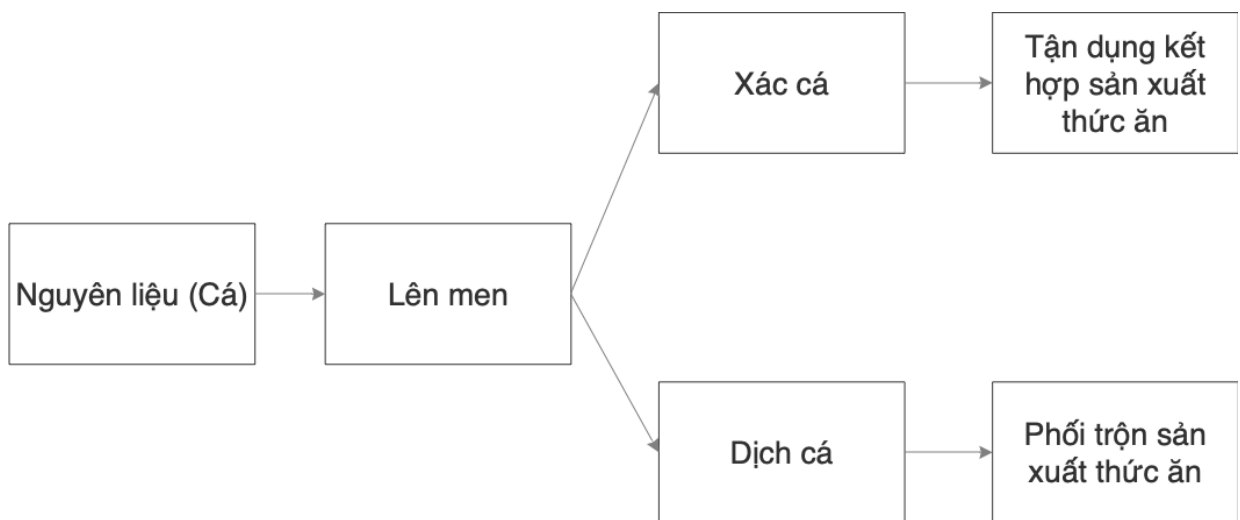 Nguyên liệu (Cá)
Lên men
Xác cá
Tận dụng kết
hợp sản xuất
thức ăn
Dịch cá
Phối trộn sản
xuất thức ăn